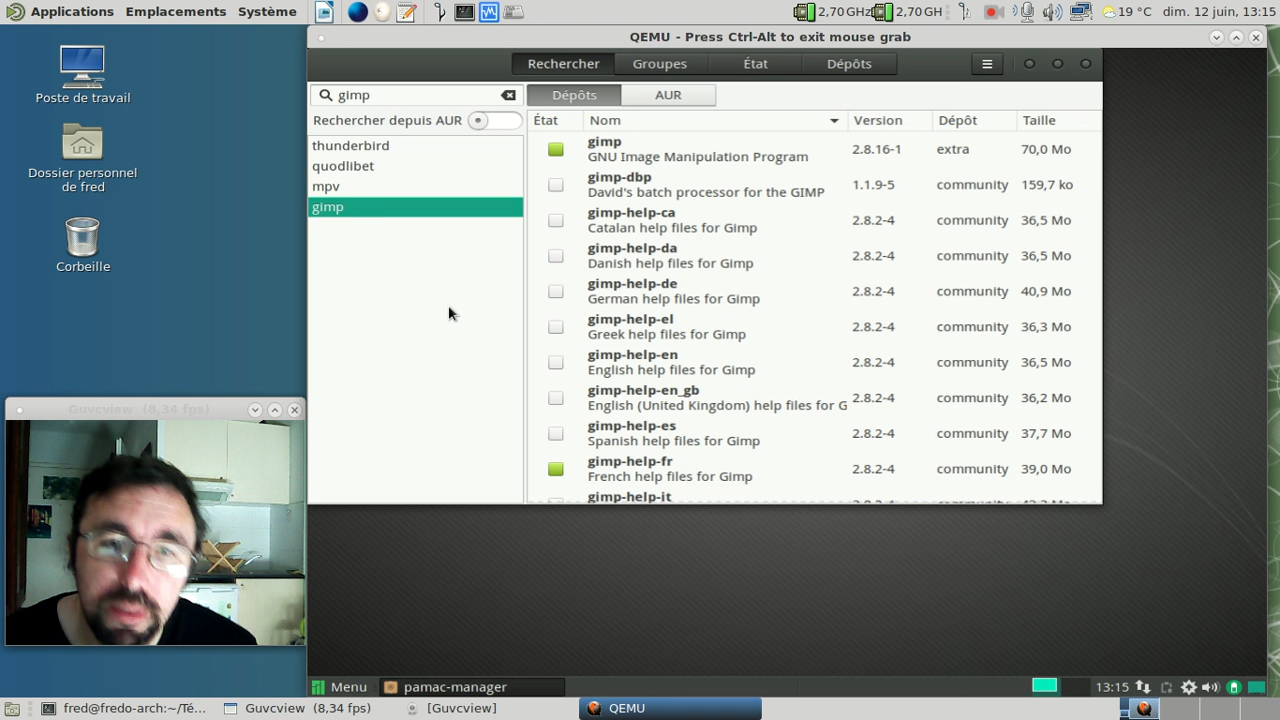 Applications Emplacements Système 2,70 GHz 2,70 GH 19 °C dim. 12 juin, 13:15
QEMU - Press Ctrl-Alt to exit mouse grab
Rechercher Groupes État Dépôts
gimp Dépôts AUR
Rechercher depuis AUR
thunderbird
quodlibet
mpv
gimp
État Nom Version Dépôt Taille
gimp
GNU Image Manipulation Program 2.8.16-1 extra 70,0 Mo
gimp-dbp
David's batch processor for the GIMP 1.1.9-5 community 159,7 ko
gimp-help-ca
Catalan help files for Gimp 2.8.2-4 community 36,5 Mo
gimp-help-da
Danish help files for Gimp 2.8.2-4 community 36,5 Mo
gimp-help-de
German help files for Gimp 2.8.2-4 community 40,9 Mo
gimp-help-el
Greek help files for Gimp 2.8.2-4 community 36,3 Mo
gimp-help-en
English help files for Gimp 2.8.2-4 community 36,5 Mo
gimp-help-en_gb
English (United Kingdom) help files for G 2.8.2-4 community 36,2 Mo
gimp-help-es
Spanish help files for Gimp 2.8.2-4 community 37,7 Mo
gimp-help-fr
French help files for Gimp 2.8.2-4 community 39,0 Mo
gimp-help-it
Poste de travail
Dossier personnel
de fred
Corbeille
Guvcview (8,34 fps)
Menu pamac-manager 13:15
fred@fredo-arch:~/Té... Guvcview (8,34 fps) [Guvcview] QEMU